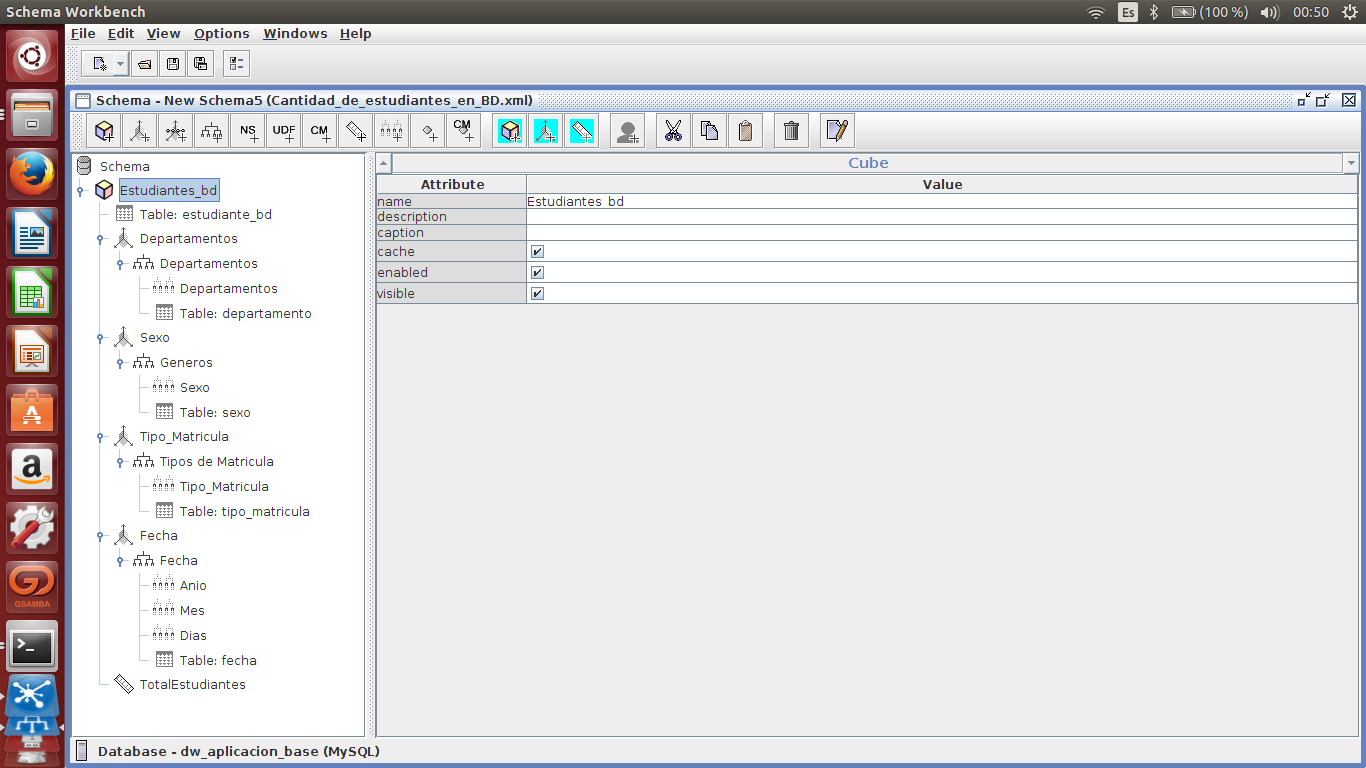 Schema Workbench
Es (100 %) 00:50
File Edit View Options Windows Help
Schema - New Schema5 (Cantidad_de_estudiantes_en_BD.xml)
NS UDF CM CM
Schema
Estudiantes_bd
Table: estudiante_bd
Departamentos
Departamentos
Departamentos
Table: departamento
Sexo
Generos
Sexo
Table: sexo
Tipo_Matricula
Tipos de Matricula
Tipo_Matricula
Table: tipo_matricula
Fecha
Fecha
Anio
Mes
Dias
Table: fecha
TotalEstudiantes
Cube
Attribute Value
name Estudiantes_bd
description
caption
cache
enabled
visible
GSAMBA
Database - dw_aplicacion_base (MySQL)